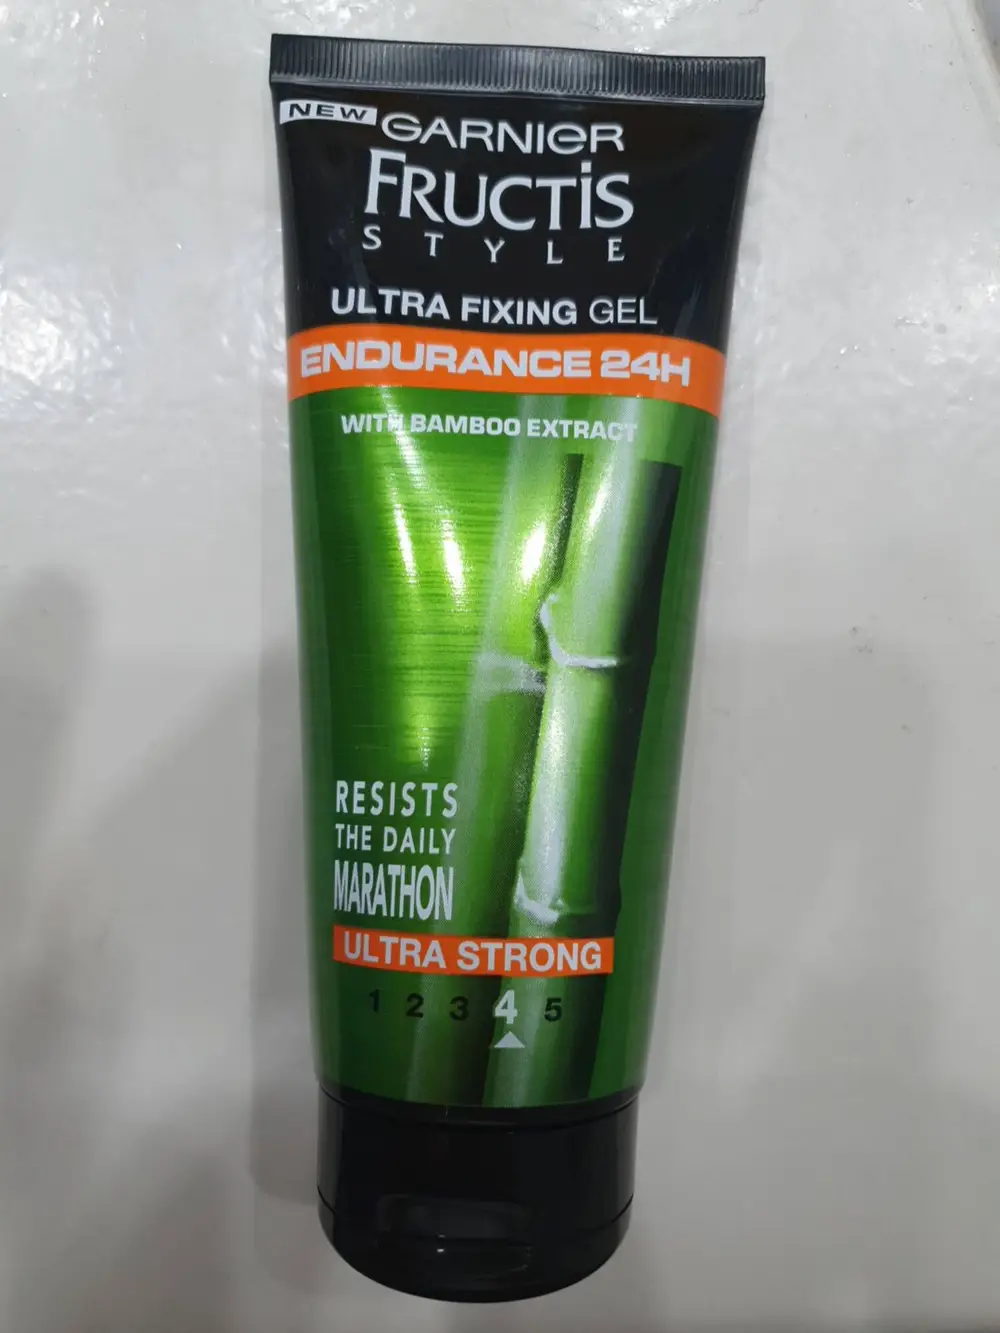 NEW
GARNIER
FRUCTiS
STYLE
ULTRA FIXING GEL
ENDURANCE 24H
WITH BAMBOO EXTRACT
RESISTS
THE DAILY
MARATHON
ULTRA STRONG
1 2 3 4 5